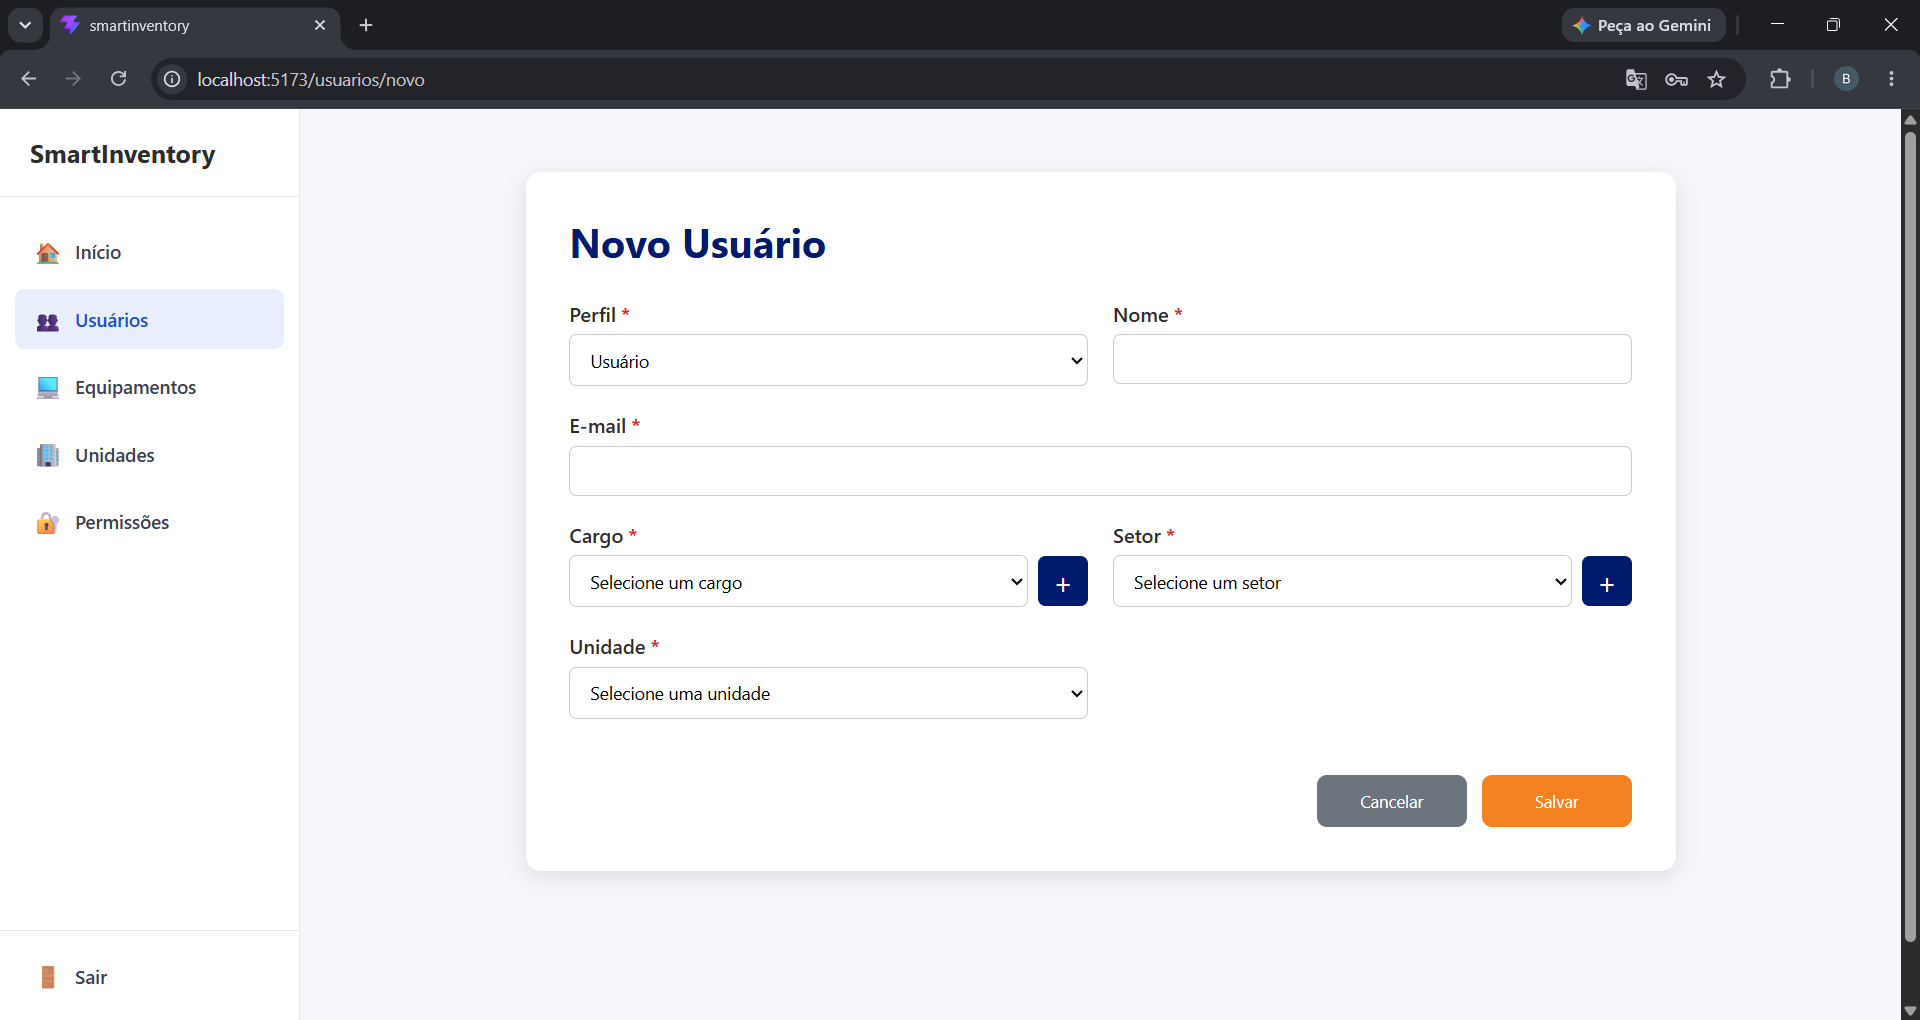 smartinventory
Peça ao Gemini
localhost:5173/usuarios/novo
B
SmartInventory
Início
Usuários
Equipamentos
Unidades
Permissões
Sair
Novo Usuário
Perfil *
Nome *
Usuário
E-mail *
Cargo *
Setor *
Selecione um cargo
+
Selecione um setor
+
Unidade *
Selecione uma unidade
Cancelar
Salvar